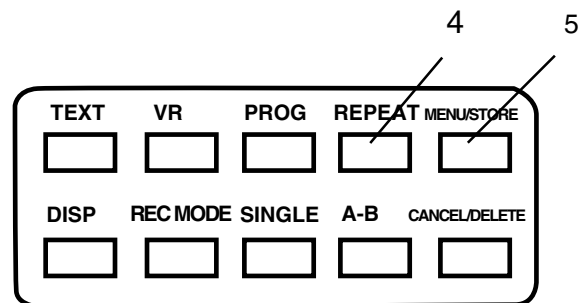 4 5
TEXT VR PROG REPEAT MENU/STORE
DISP REC MODE SINGLE A-B CANCEL/DELETE